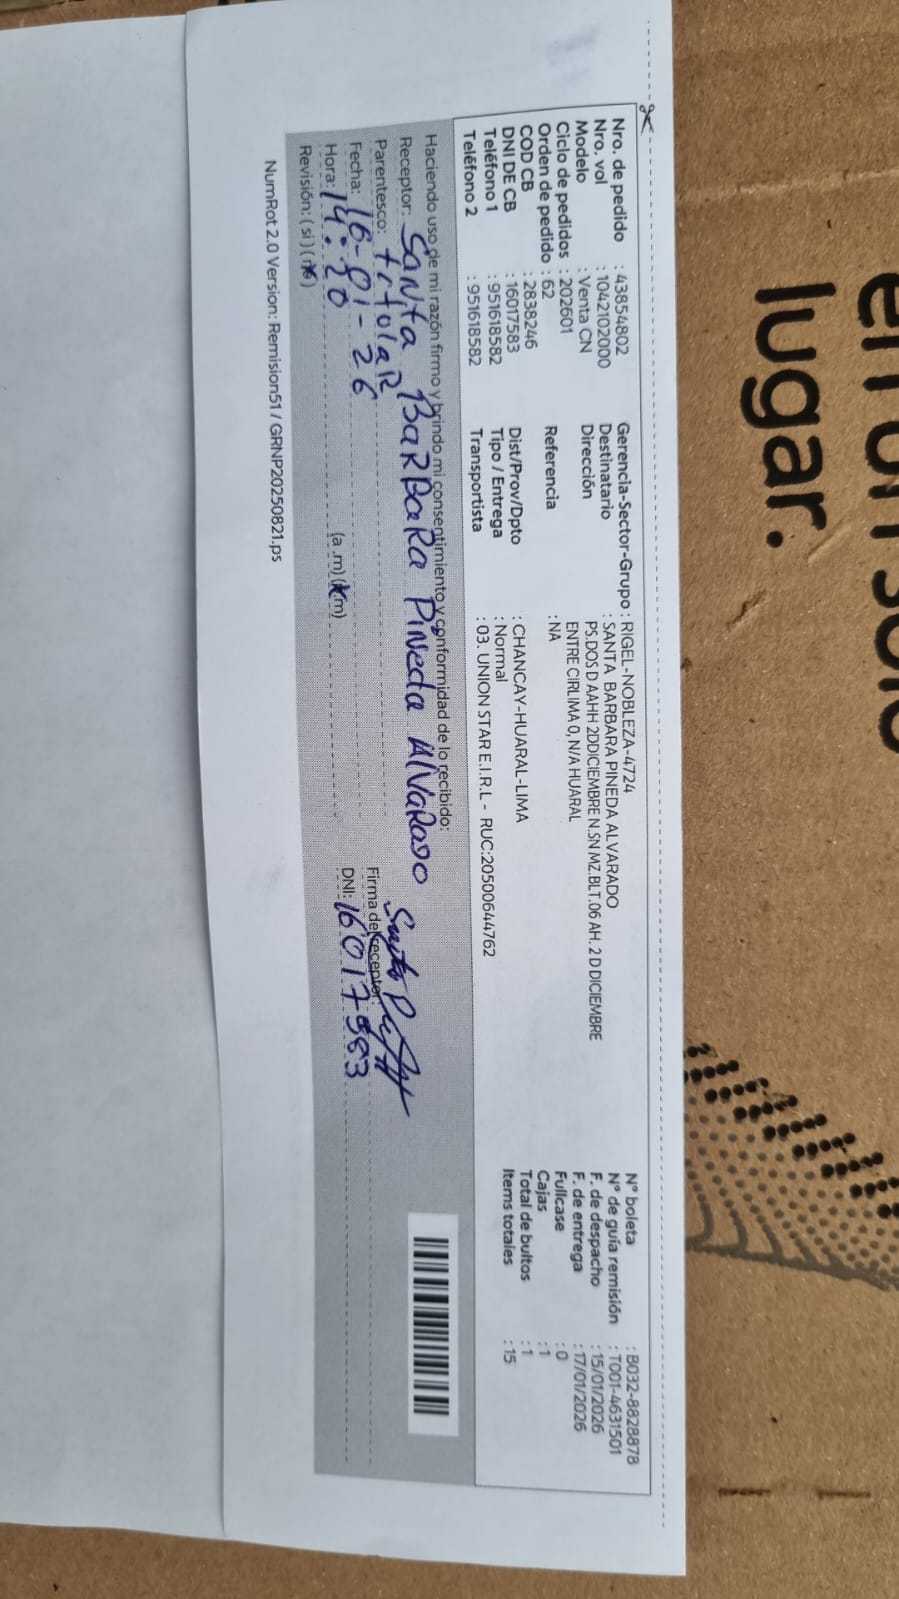 en un solo
lugar.
Nro. de pedido : 43854802
Nro. vol : 1042102000
Modelo : Venta CN
Ciclo de pedidos : 202601
Orden de pedido : 62
COD CB : 2838246
DNI DE CB : 16017583
Teléfono 1 : 951618582
Teléfono 2 : 951618582
Gerencia-Sector-Grupo : RIGEL-NOBLEZA-4724
Destinatario : SANTA BARBARA PINEDA ALVARADO
Dirección PS.DOS D AAHH 2DDICIEMBRE N.SN MZ.BLT.06 AH. 2 D DICIEMBRE
ENTRE CIRLIMA 0, N/A HUARAL
Referencia : NA
Dist/Prov/Dpto : CHANCAY-HUARAL-LIMA
Tipo / Entrega : Normal
Transportista : 03. UNION STAR E.I.R.L - RUC:20500644762
N° boleta : B032-8828878
N° de guía remisión : T001-4631501
F. de despacho : 15/01/2026
F. de entrega : 17/01/2026
Fullcase : 0
Cajas : 1
Total de bultos : 1
Items totales : 15
Haciendo uso de mi razón firmo y brindo mi consentimiento y conformidad de lo recibido:
Receptor: Santa BaRBaRa Pineda AlVaRado
Parentesco: titulaR
Firma del receptor:
Fecha: 16-01-26
DNI: 16017583
Hora: 14:20 (a.m) (p.m)
Revisión: ( si ) ( no )
NumRot 2.0 Version: Remision51 / GRNP20250821.ps